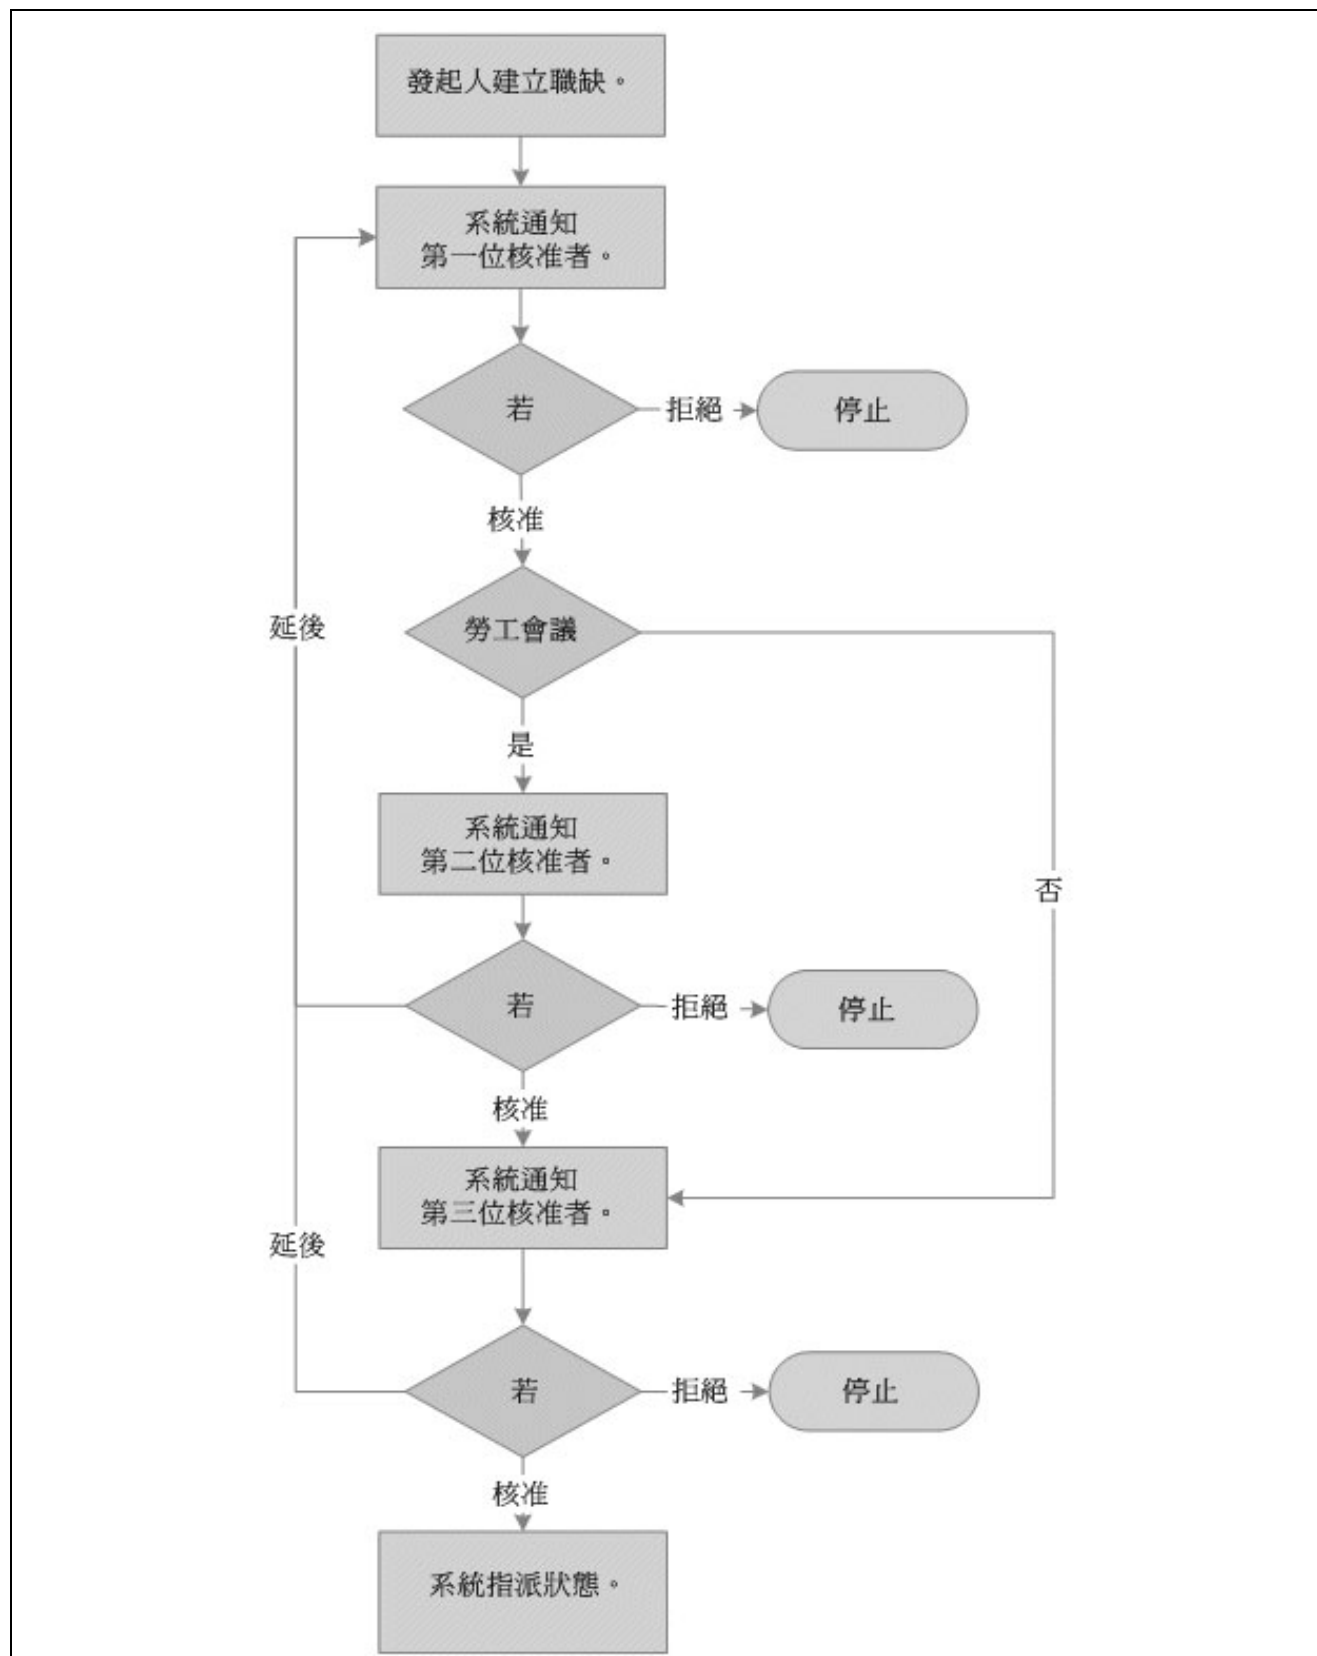 發起人建立職缺。
系統通知
第一位核准者。
若
拒絕
停止
核准
延後
勞工會議
是
系統通知
第二位核准者。
否
若
拒絕
停止
核准
系統通知
第三位核准者。
延後
若
拒絕
停止
核准
系統指派狀態。